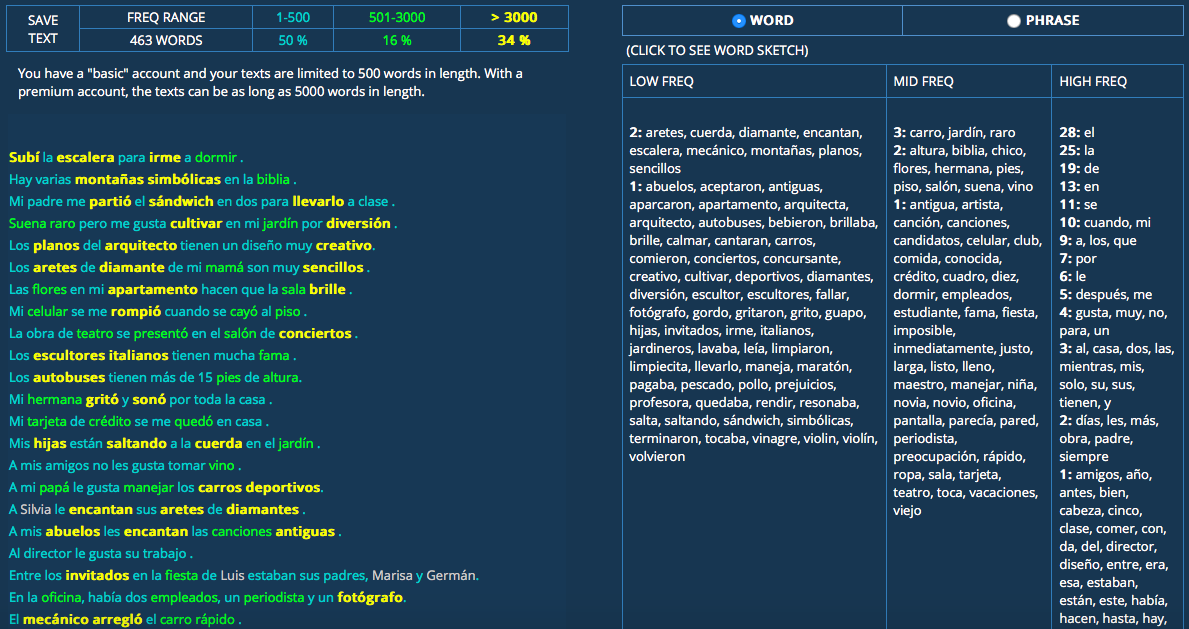 SAVE TEXT
FREQ RANGE 1-500 501-3000 > 3000
463 WORDS 50 % 16 % 34 %
You have a "basic" account and your texts are limited to 500 words in length. With a
premium account, the texts can be as long as 5000 words in length.
Subí la escalera para irme a dormir .
Hay varias montañas simbólicas en la biblia .
Mi padre me partió el sándwich en dos para llevarlo a clase .
Suena raro pero me gusta cultivar en mi jardín por diversión .
Los planos del arquitecto tienen un diseño muy creativo.
Los aretes de diamante de mi mamá son muy sencillos .
Las flores en mi apartamento hacen que la sala brille .
Mi celular se me rompió cuando se cayó al piso .
La obra de teatro se presentó en el salón de conciertos .
Los escultores italianos tienen mucha fama .
Los autobuses tienen más de 15 pies de altura.
Mi hermana gritó y sonó por toda la casa .
Mi tarjeta de crédito se me quedó en casa .
Mis hijas están saltando a la cuerda en el jardín .
A mis amigos no les gusta tomar vino .
A mi papá le gusta manejar los carros deportivos.
A Silvia le encantan sus aretes de diamantes .
A mis abuelos les encantan las canciones antiguas .
Al director le gusta su trabajo .
Entre los invitados en la fiesta de Luis estaban sus padres, Marisa y Germán.
En la oficina, había dos empleados, un periodista y un fotógrafo.
El mecánico arregló el carro rápido .
WORD PHRASE
(CLICK TO SEE WORD SKETCH)
LOW FREQ
2: aretes, cuerda, diamante, encantan,
escalera, mecánico, montañas, planos,
sencillos
1: abuelos, aceptaron, antiguas,
aparcaron, apartamento, arquitecta,
arquitecto, autobuses, bebieron, brillaba,
brille, calmar, cantaran, carros,
comieron, conciertos, concursante,
creativo, cultivar, deportivos, diamantes,
diversión, escultor, escultores, fallar,
fotógrafo, gordo, gritaron, grito, guapo,
hijas, invitados, irme, italianos,
jardineros, lavaba, leía, limpiaron,
limpiecita, llevarlo, maneja, maratón,
pagaba, pescado, pollo, prejuicios,
profesora, quedaba, rendir, resonaba,
salta, saltando, sándwich, simbólicas,
terminaron, tocaba, vinagre, violin, violín,
volvieron
MID FREQ
3: carro, jardín, raro
2: altura, biblia, chico,
flores, hermana, pies,
piso, salón, suena, vino
1: antigua, artista,
canción, canciones,
candidatos, celular, club,
comida, conocida,
crédito, cuadro, diez,
dormir, empleados,
estudiante, fama, fiesta,
imposible,
inmediatamente, justo,
larga, listo, lleno,
maestro, manejar, niña,
novia, novio, oficina,
pantalla, parecía, pared,
periodista,
preocupación, rápido,
ropa, sala, tarjeta,
teatro, toca, vacaciones,
viejo
HIGH FREQ
28: el
25: la
19: de
13: en
11: se
10: cuando, mi
9: a, los, que
7: por
6: le
5: después, me
4: gusta, muy, no,
para, un
3: al, casa, dos, las,
mientras, mis,
solo, su, sus,
tienen, y
2: días, les, más,
obra, padre,
siempre
1: amigos, año,
antes, bien,
cabeza, cinco,
clase, comer, con,
da, del, director,
diseño, entre, era,
esa, estaban,
están, este, había,
hacen, hasta, hay,